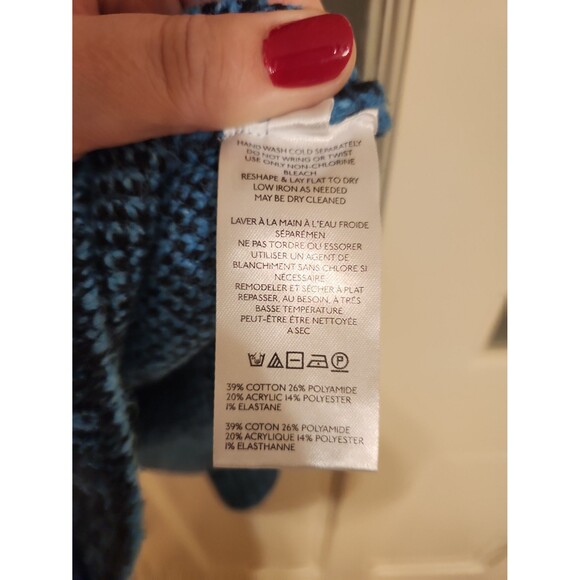 HAND WASH COLD SEPARATELY
DO NOT WRING OR TWIST
USE ONLY NON-CHLORINE
BLEACH
RESHAPE & LAY FLAT TO DRY
LOW IRON AS NEEDED
MAY BE DRY CLEANED
LAVER À LA MAIN À L'EAU FROIDE
SÉPARÉMEN
NE PAS TORDRE OU ESSORER
UTILISER UN AGENT DE
BLANCHIMENT SANS CHLORE SI
NÉCESSAIRE
REMODELER ET SÉCHER À PLAT
REPASSER, AU BESOIN, À TRÉS
BASSE TEMPÉRATURE
PEUT-ÊTRE ÊTRE NETTOYÉE
A SEC
P
39% COTTON 26% POLYAMIDE
20% ACRYLIC 14% POLYESTER
1% ELASTANE
39% COTON 26% POLYAMIDE
20% ACRYLIQUE 14% POLYESTER
1% ELASTHANNE